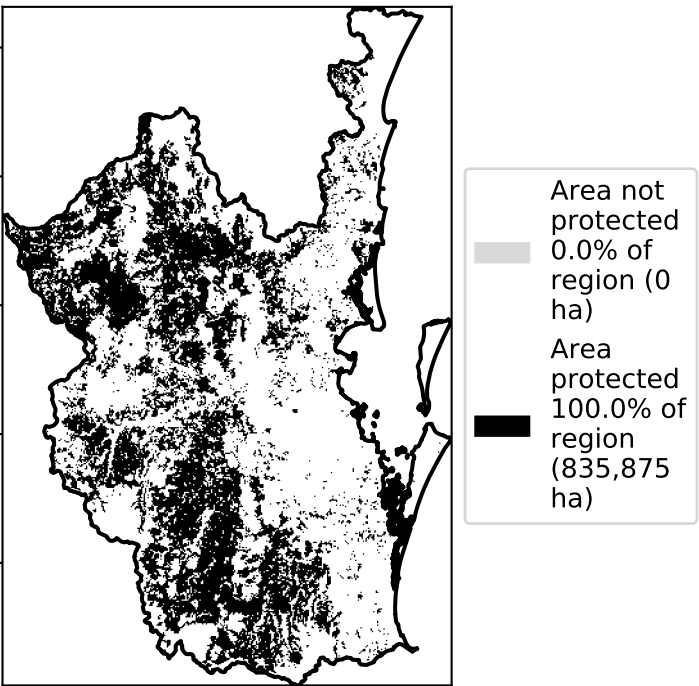 Area not
protected
0.0% of
region (0
ha)
Area
protected
100.0% of
region
(835,875
ha)